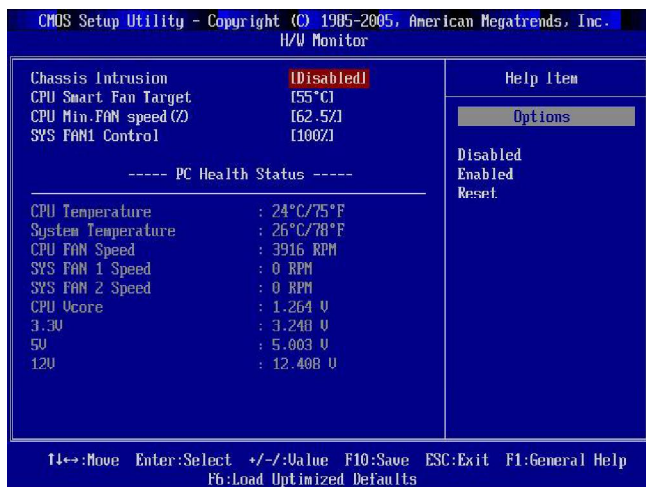 CMOS Setup Utility - Copyright (C) 1985-2005, American Megatrends, Inc.
H/W Monitor
Chassis Intrusion [Disabled]
CPU Smart Fan Target [55°C]
CPU Min.FAN speed(%) [62.5%]
SYS FAN1 Control [100%]
----- PC Health Status -----
CPU Temperature : 24°C/75°F
System Temperature : 26°C/78°F
CPU FAN Speed : 3916 RPM
SYS FAN 1 Speed : 0 RPM
SYS FAN 2 Speed : 0 RPM
CPU Vcore : 1.264 V
3.3V : 3.248 V
5V : 5.003 V
12V : 12.408 V
Help Item
Options
Disabled
Enabled
Reset
↑↓↔:Move Enter:Select +/-/:Value F10:Save ESC:Exit F1:General Help
F6:Load Optimized Defaults